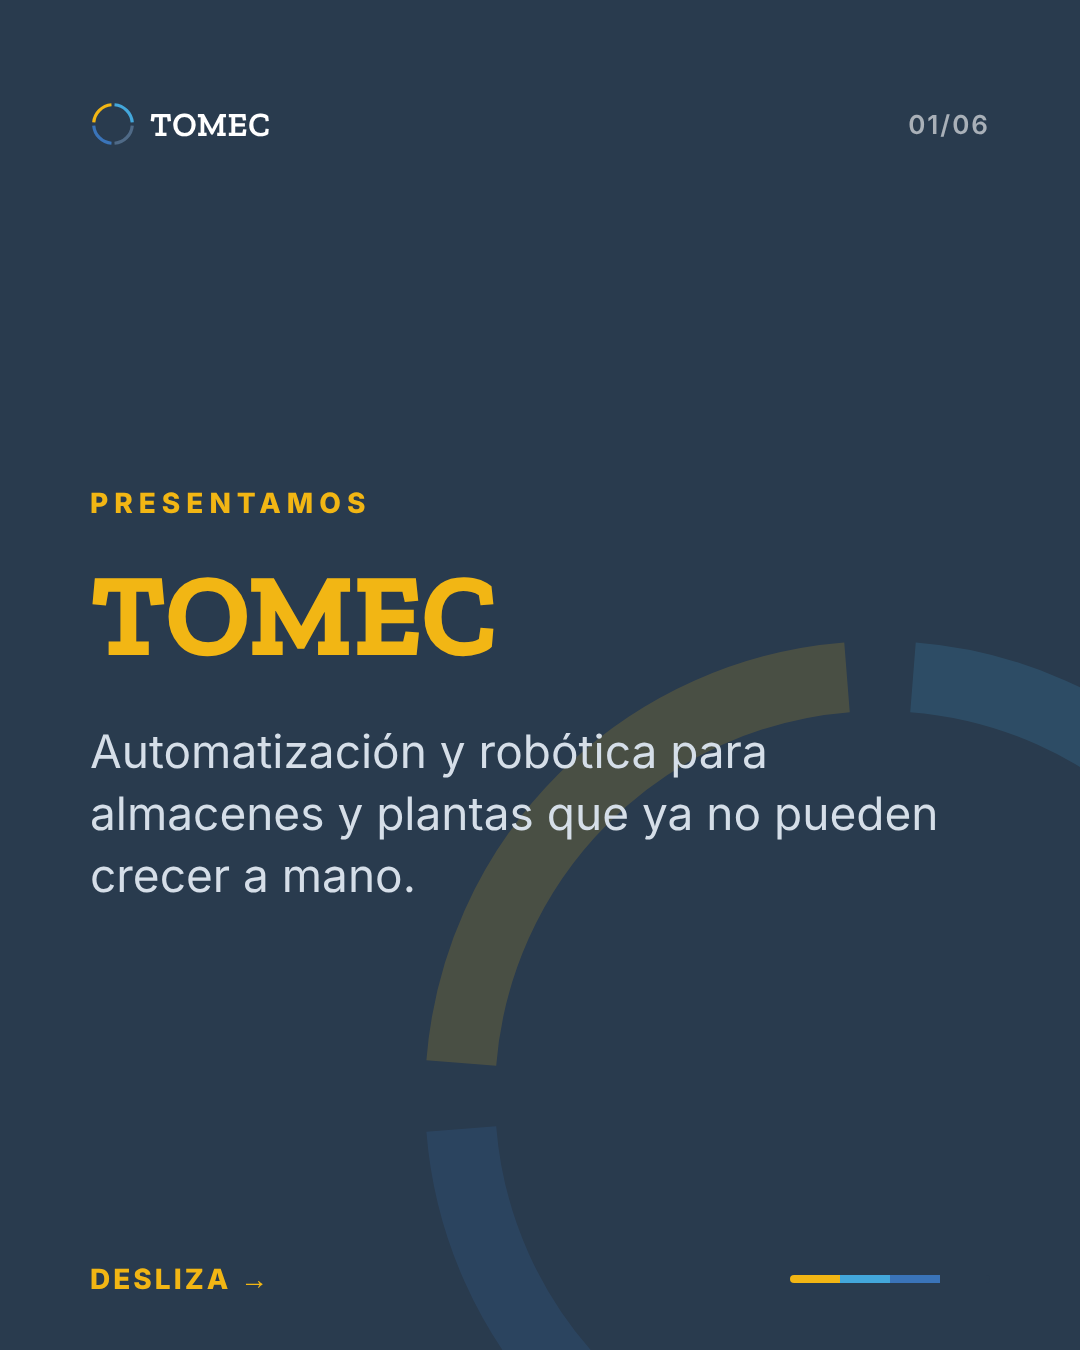 TOMEC
01/06
PRESENTAMOS
TOMEC
Automatización y robótica para
almacenes y plantas que ya no pueden
crecer a mano.
DESLIZA →